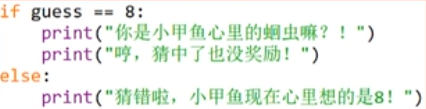 if guess == 8:
    print("你是小甲鱼心里的蛔虫嘛？！")
    print("哼，猜中了也没奖励！")
else:
    print("猜错啦，小甲鱼现在心里想的是8！")